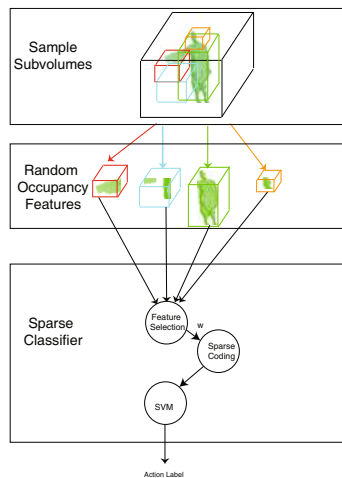 Sample
Subvolumes
Random
Occupancy
Features
Sparse
Classifier
Feature
Selection
w
Sparse
Coding
SVM
Action Label